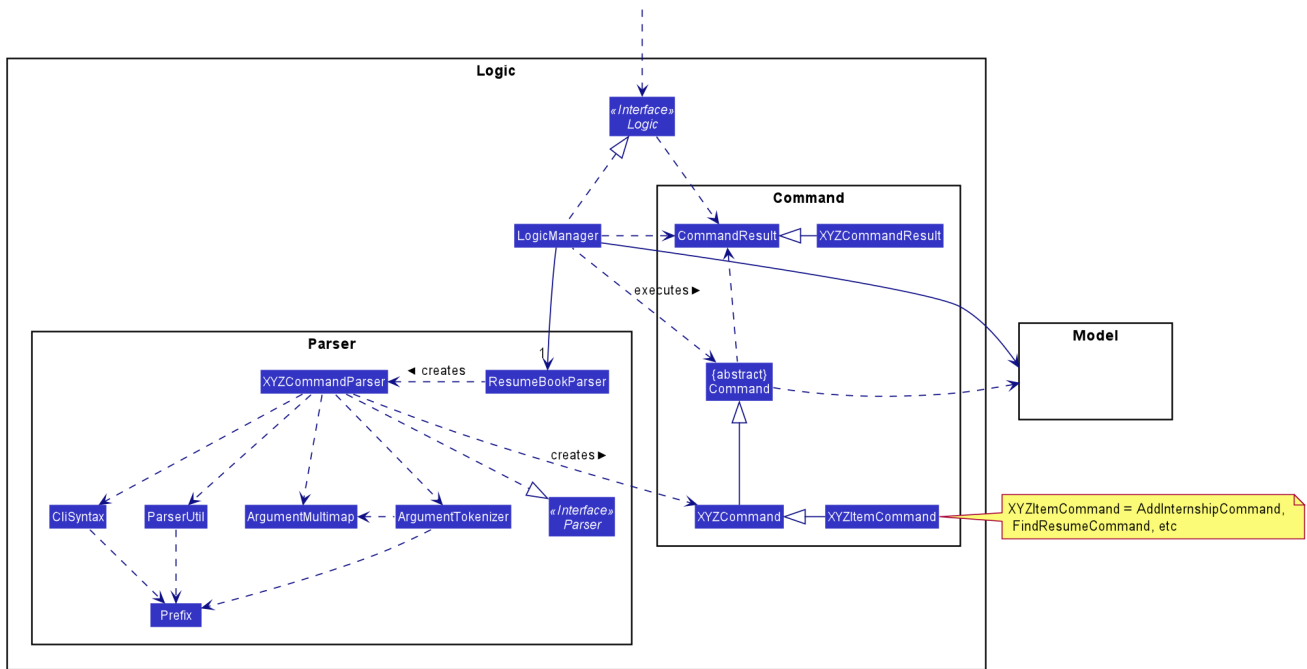 Logic
«Interface»
Logic
Command
LogicManager
CommandResult
XYZCommandResult
executes ►
Model
Parser
1
XYZCommandParser
◄ creates
ResumeBookParser
{abstract}
Command
creates ►
CliSyntax
ParserUtil
ArgumentMultimap
ArgumentTokenizer
«Interface»
Parser
XYZCommand
XYZItemCommand
XYZItemCommand = AddInternshipCommand,
FindResumeCommand, etc
Prefix